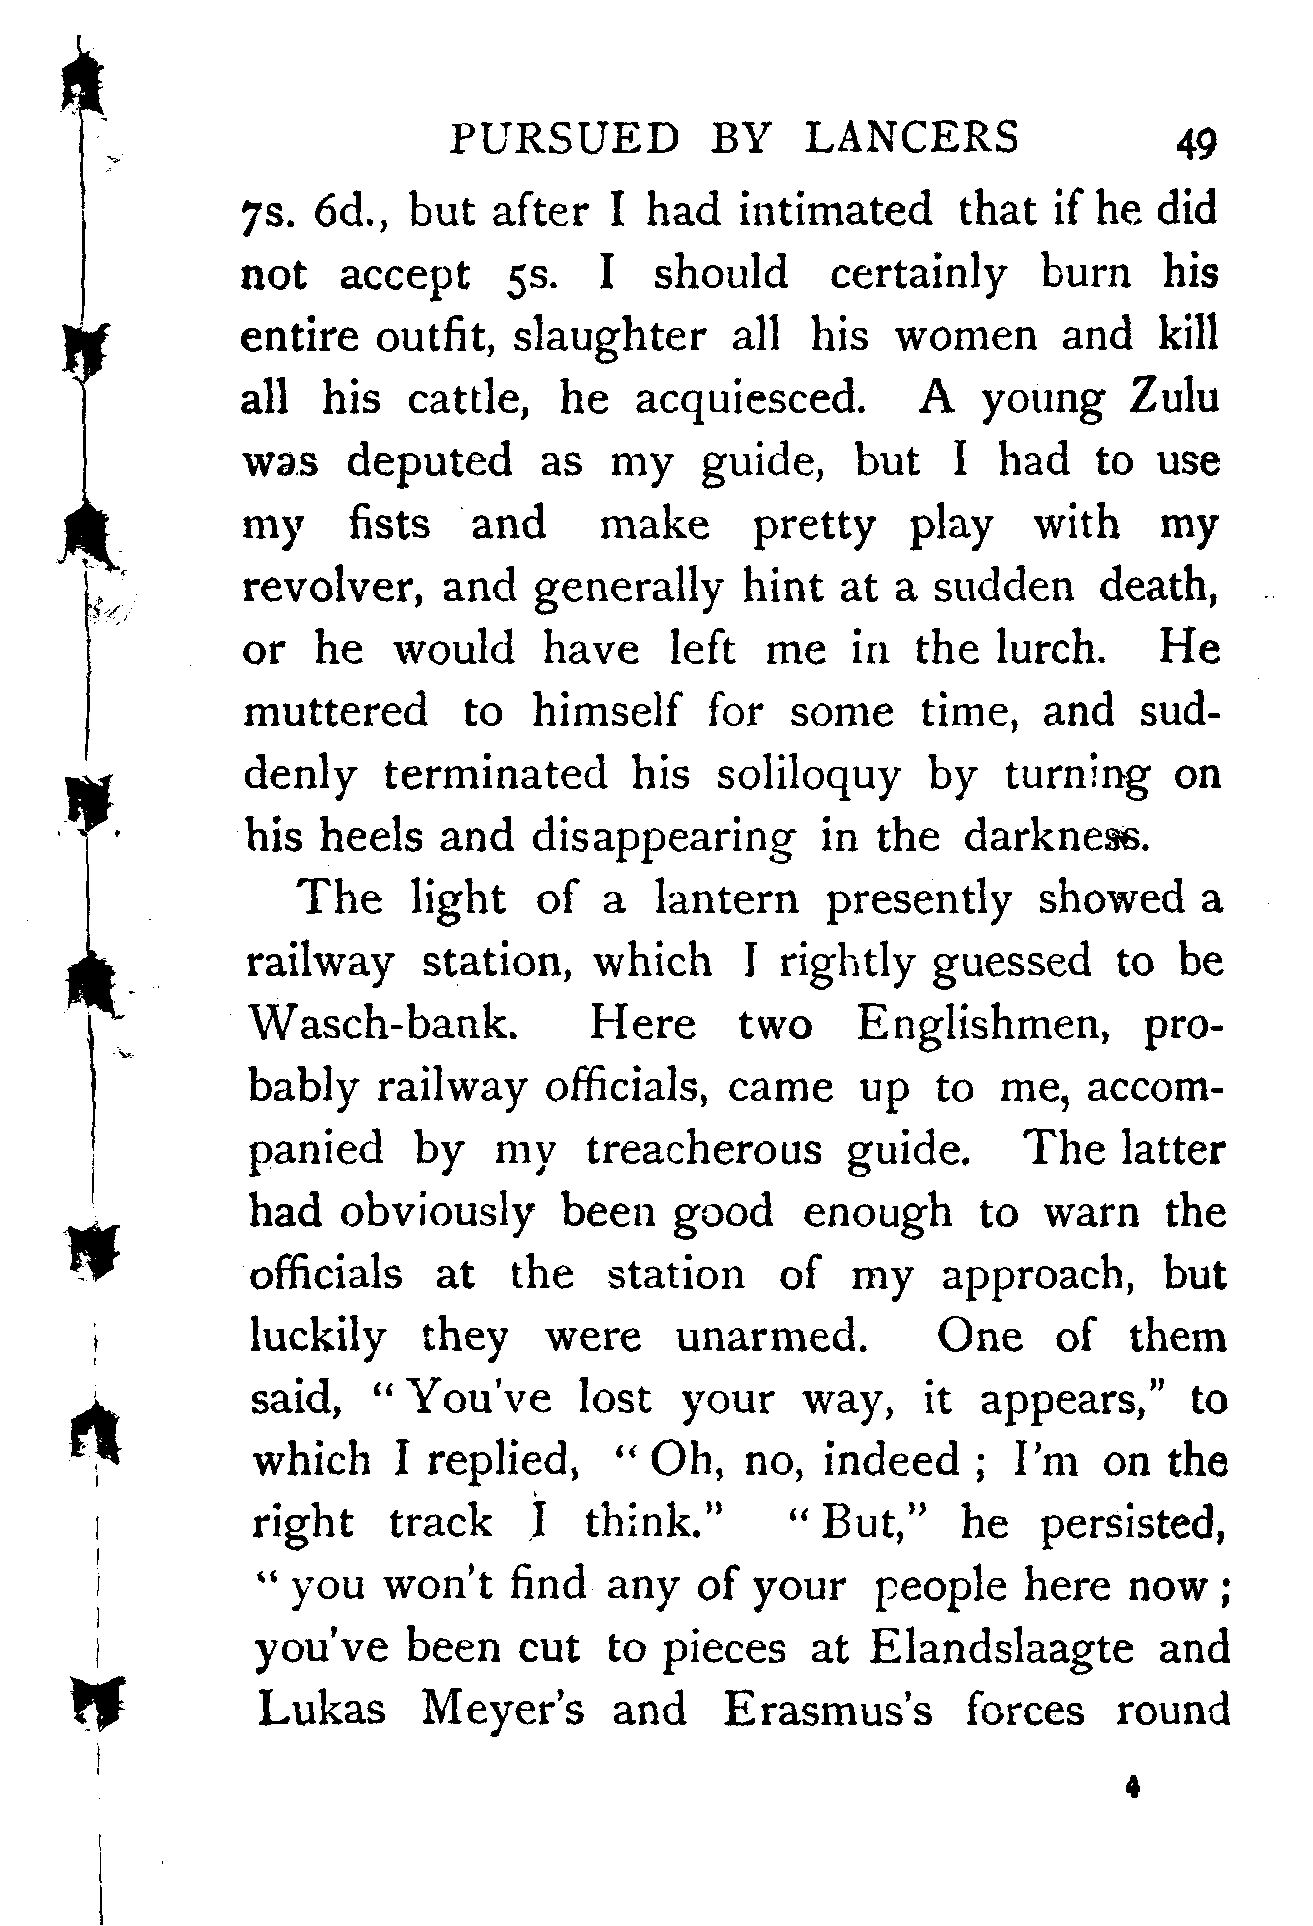 PURSUED BY LANCERS 49
7s. 6d., but after I had intimated that if he did
not accept 5s. I should certainly burn his
entire outfit, slaughter all his women and kill
all his cattle, he acquiesced. A young Zulu
was deputed as my guide, but I had to use
my fists and make pretty play with my
revolver, and generally hint at a sudden death,
or he would have left me in the lurch. He
muttered to himself for some time, and sud-
denly terminated his soliloquy by turning on
his heels and disappearing in the darkness.
The light of a lantern presently showed a
railway station, which I rightly guessed to be
Wasch-bank. Here two Englishmen, pro-
bably railway officials, came up to me, accom-
panied by my treacherous guide. The latter
had obviously been good enough to warn the
officials at the station of my approach, but
luckily they were unarmed. One of them
said, “ You've lost your way, it appears,” to
which I replied, “ Oh, no, indeed ; I'm on the
right track I think.” “ But,” he persisted,
“ you won't find any of your people here now ;
you've been cut to pieces at Elandslaagte and
Lukas Meyer's and Erasmus's forces round
4